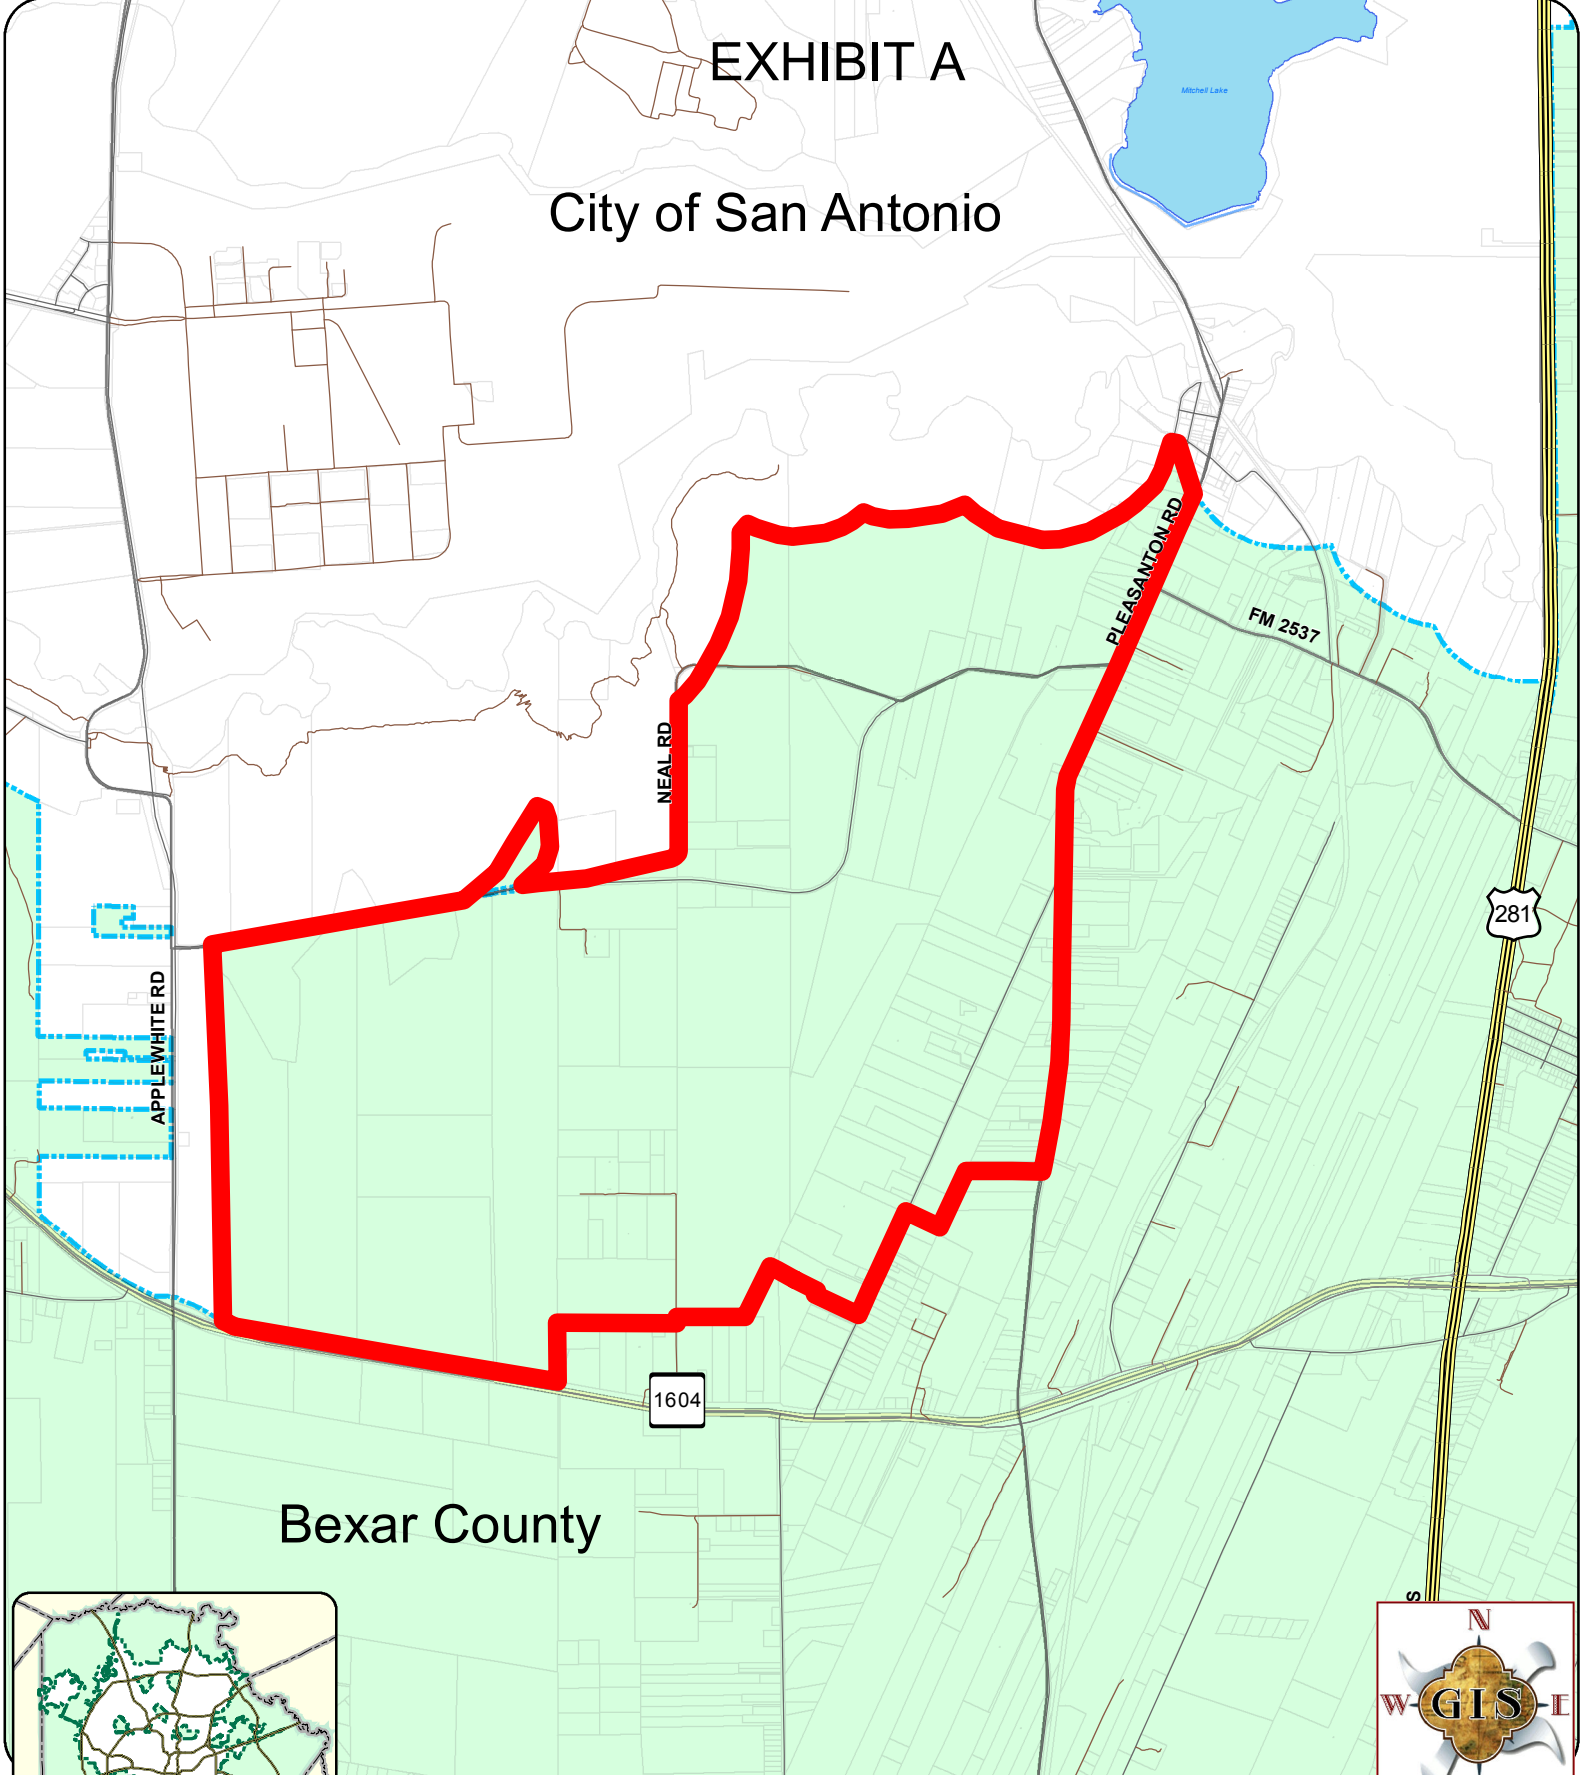 EXHIBIT A
Mitchell Lake
City of San Antonio
PLEASANTON RD
FM 2537
NEAL RD
281
APPLEWHITE RD
1604
Bexar County
S
N
W GIS E